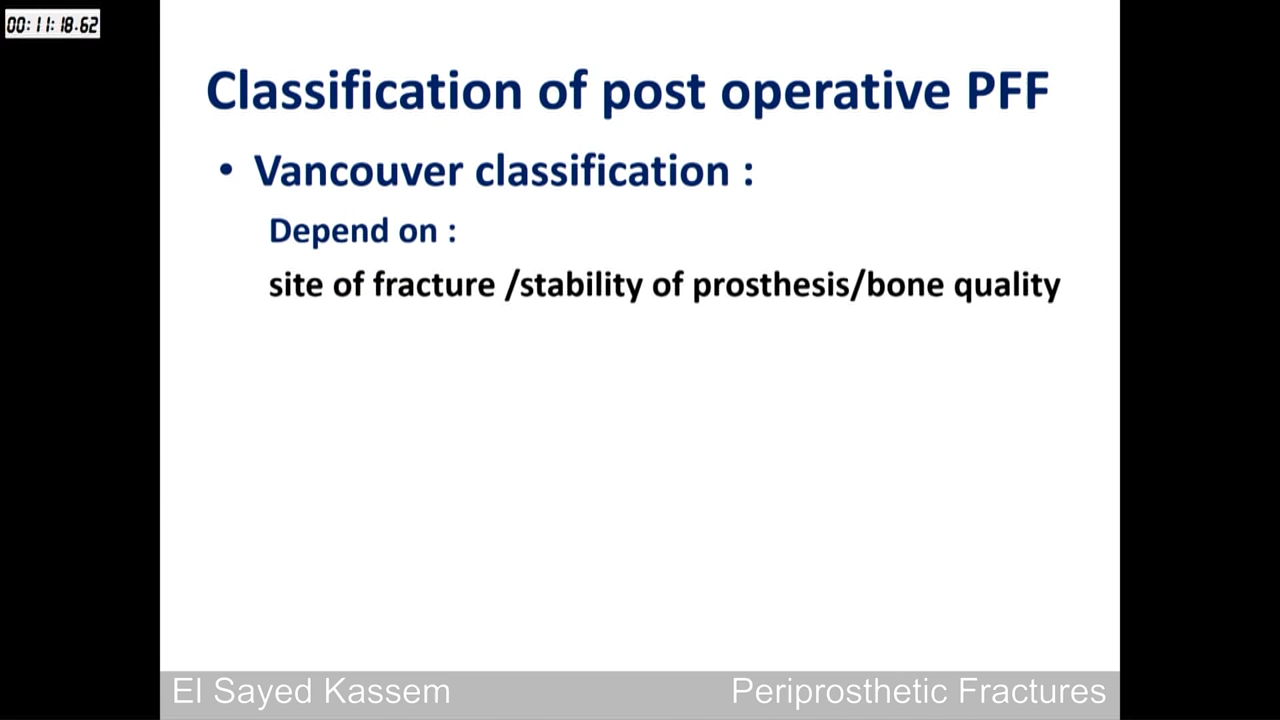 00:11:18.62
Classification of post operative PFF
• Vancouver classification :
Depend on :
site of fracture /stability of prosthesis/bone quality
El Sayed Kassem
Periprosthetic Fractures